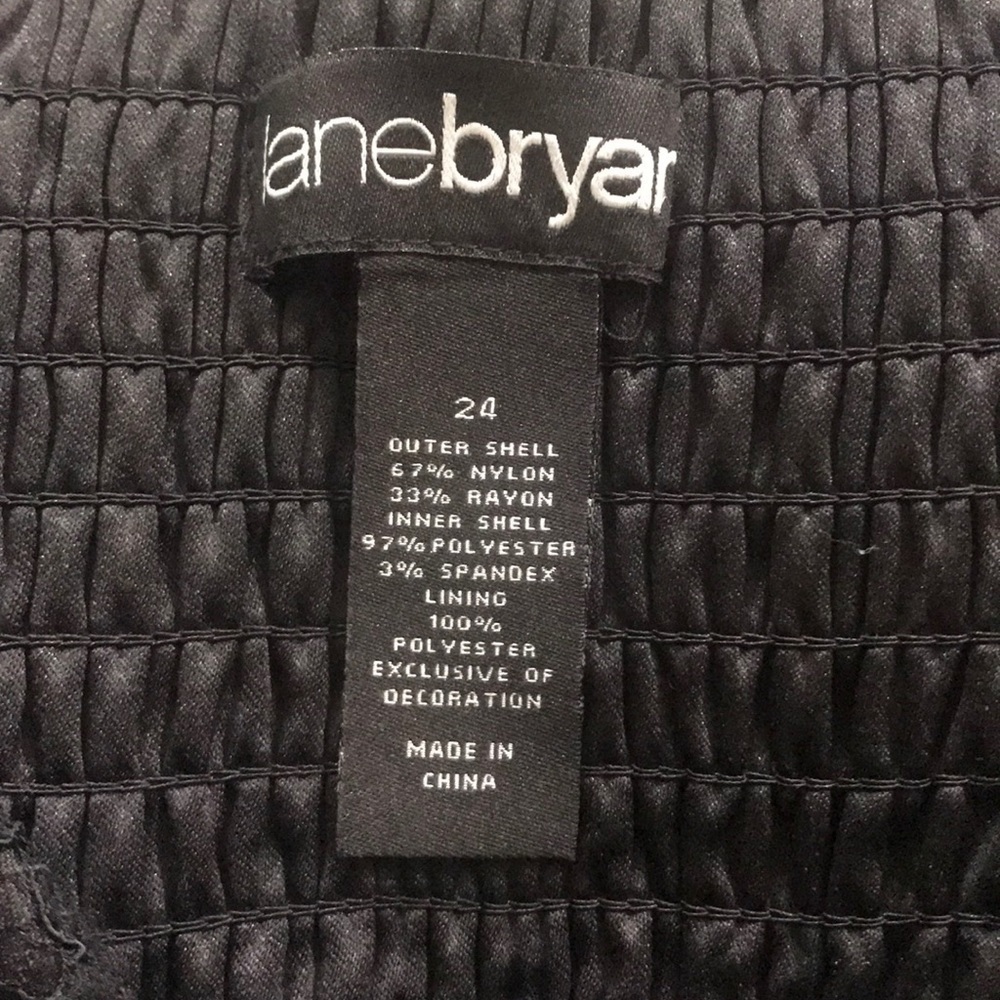 lanebryan
24
OUTER SHELL
67% NYLON
33% RAYON
INNER SHELL
97% POLYESTER
3% SPANDEX
LINING
100%
POLYESTER
EXCLUSIVE OF
DECORATION
MADE IN
CHINA